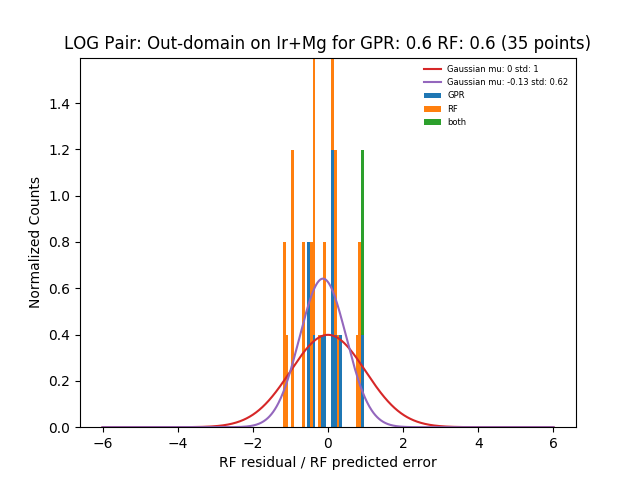 LOG Pair: Out-domain on Ir+Mg for GPR: 0.6 RF: 0.6 (35 points)
Gaussian mu: 0 std: 1
Gaussian mu: -0.13 std: 0.62
GPR
RF
both
Normalized Counts
1.4
1.2
1.0
0.8
0.6
0.4
0.2
0.0
−6
−4
−2
0
2
4
6
RF residual / RF predicted error